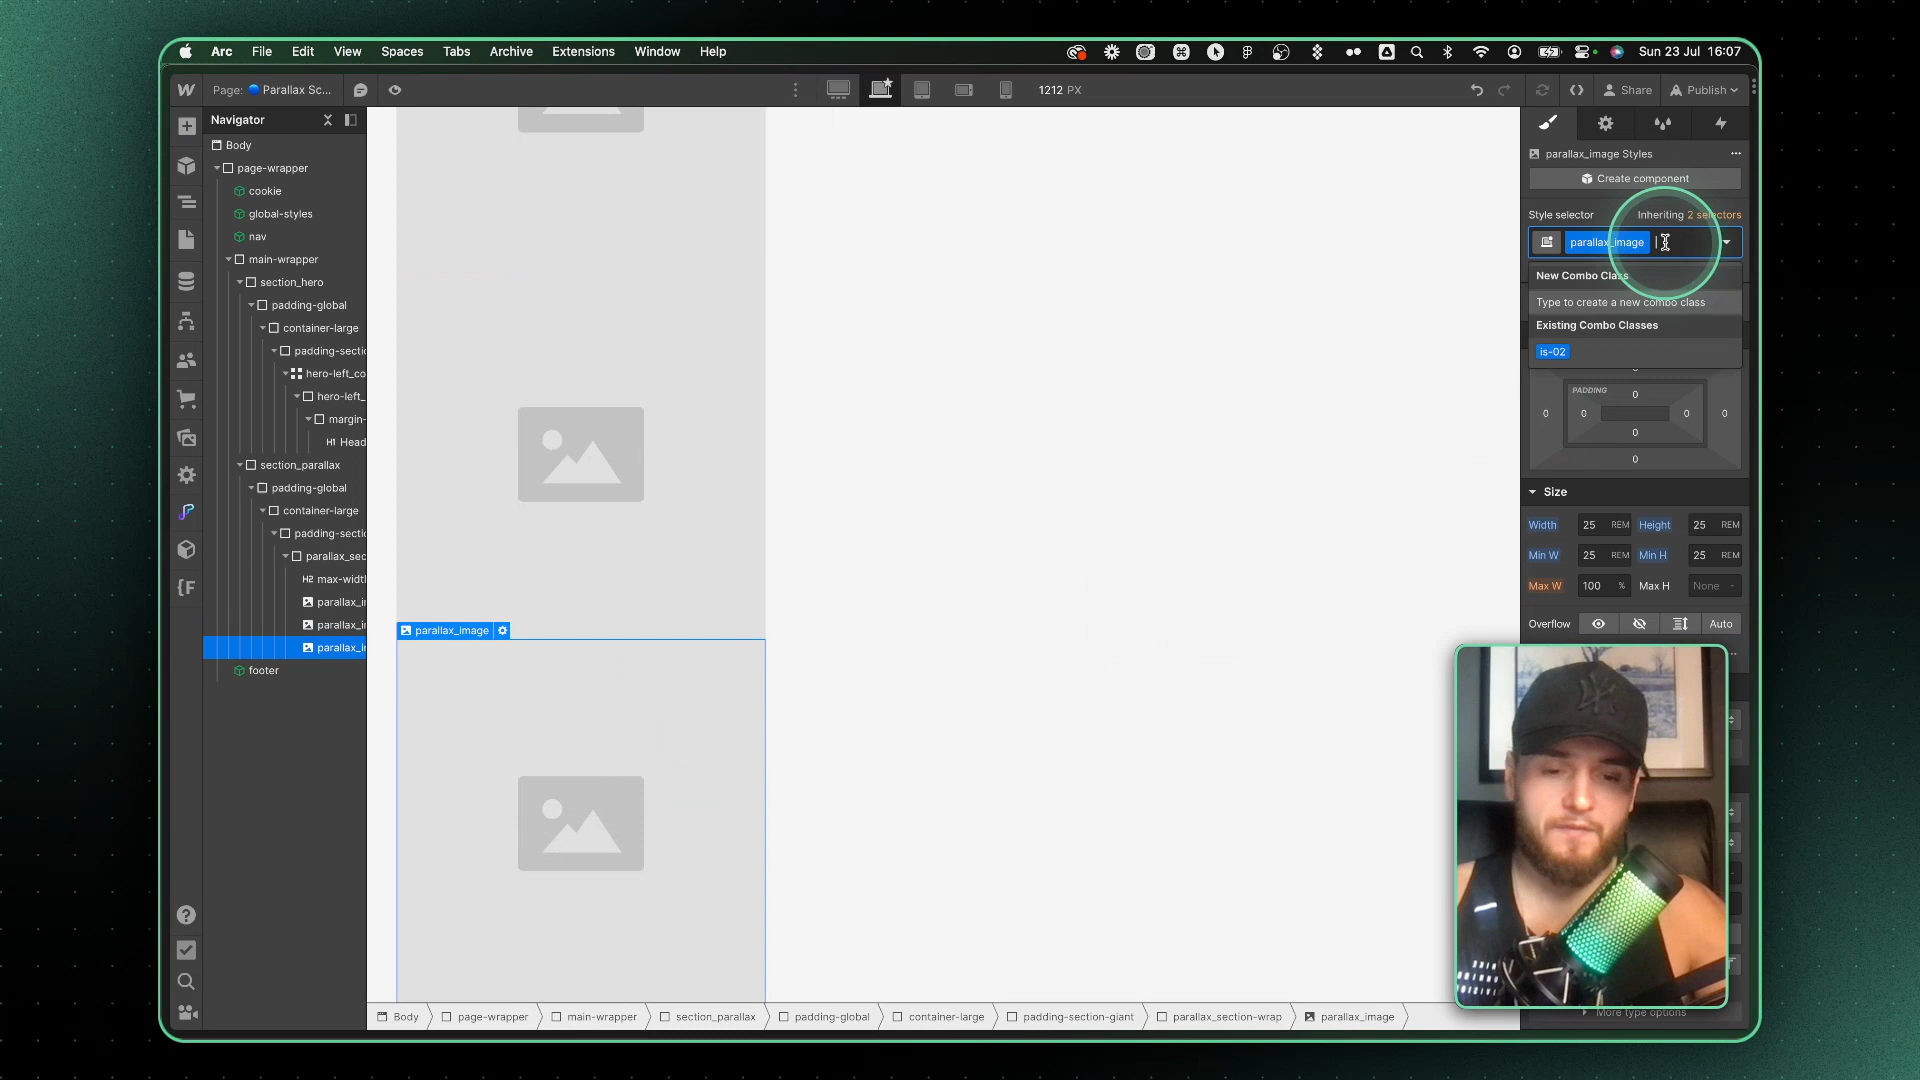 Arc File Edit View Spaces Tabs Archive Extensions Window Help Sun 23 Jul 16:07
Page: Parallax Sc... 1212 PX Share Publish
Navigator
Body
page-wrapper
cookie
global-styles
nav
main-wrapper
section_hero
padding-global
container-large
padding-secti
hero-left_co
hero-left_
margin-
H1 Head
section_parallax
padding-global
container-large
padding-secti
parallax_sec
H2 max-widtl
parallax_i
parallax_i
parallax_i
footer
parallax_image
parallax_image Styles
Create component
Style selector Inheriting 2 selectors
parallax_image
New Combo Class
Type to create a new combo class
Existing Combo Classes
is-02
PADDING 0
0 0 0 0
0
0
Size
Width 25 REM Height 25 REM
Min W 25 REM Min H 25 REM
Max W 100 % Max H None -
Overflow Auto
More type options
Body page-wrapper main-wrapper section_parallax padding-global container-large padding-section-giant parallax_section-wrap parallax_image